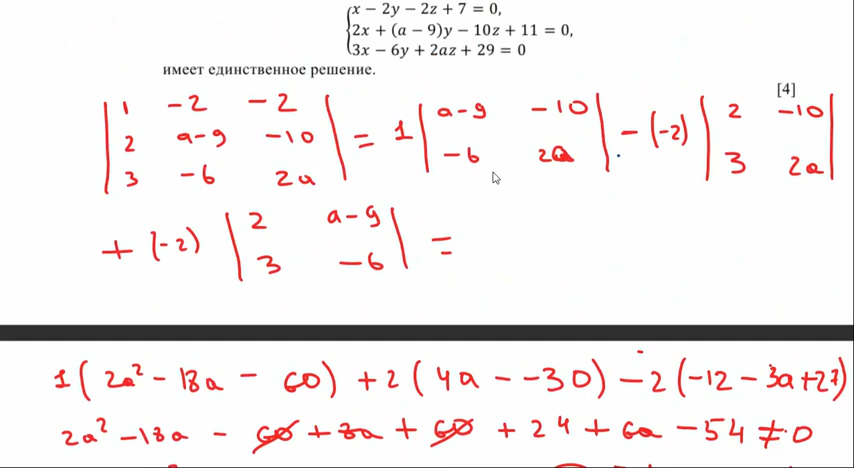 x − 2y − 2z + 7 = 0,
2x + (a − 9)y − 10z + 11 = 0,
3x − 6y + 2az + 29 = 0
имеет единственное решение.
[4]
| 1 -2 -2 |
| 2 a-9 -10 | = 1 | a-9 -10 | - (-2) | 2 -10 |
| 3 -6 2a | | -6 2a | | 3 2a |
+ (-2) | 2 a-9 | =
| 3 -6 |
1(2a² - 18a - 60) + 2(4a - -30) - 2(-12 - 3a + 27)
2a² - 18a - 60 + 8a + 60 + 24 + 6a - 54 ≠ 0